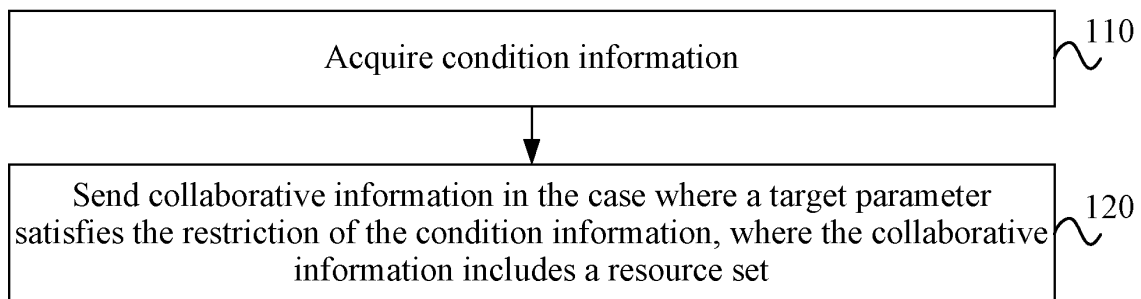 Acquire condition information
110
Send collaborative information in the case where a target parameter
satisfies the restriction of the condition information, where the collaborative
information includes a resource set
120